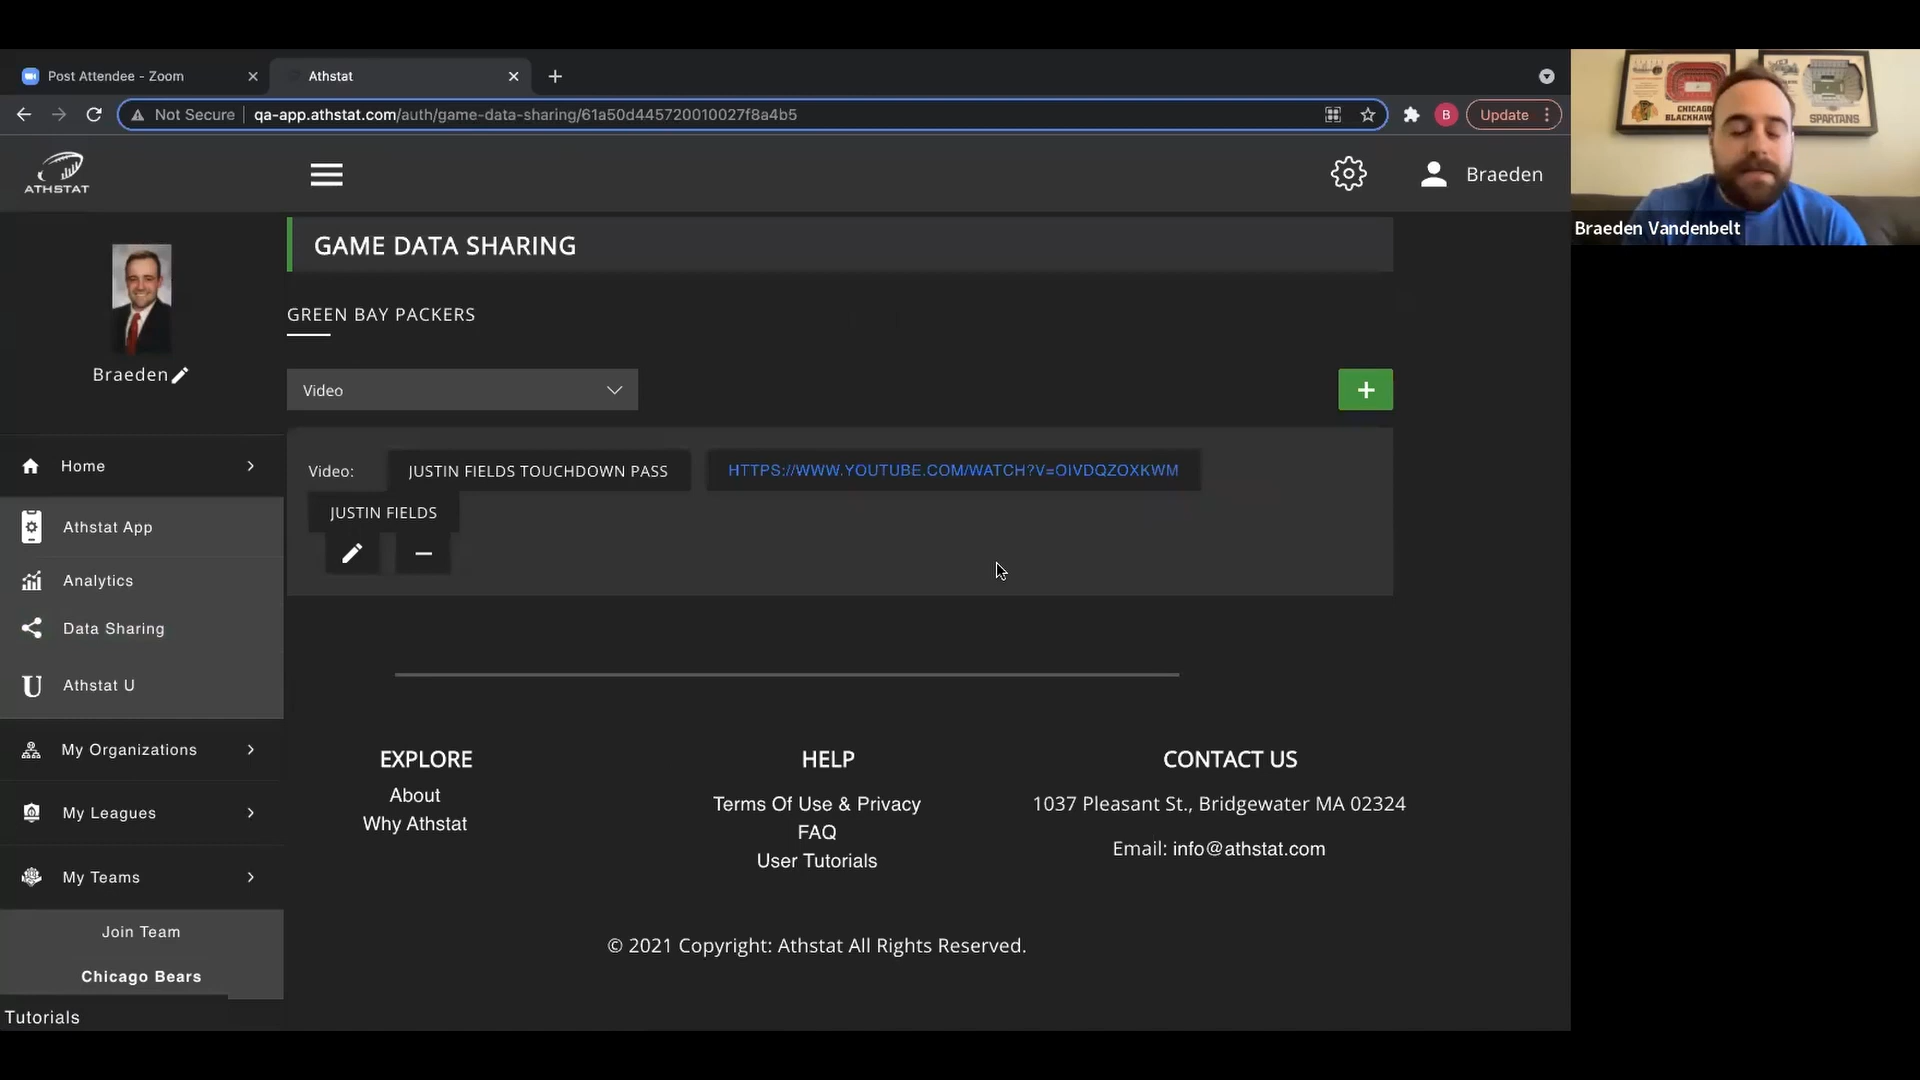 Post Attendee - Zoom
Athstat
Not Secure
qa-app.athstat.com/auth/game-data-sharing/61a50d445720010027f8a4b5
B
Update
CHICAGO
BLACKHAWKS
SPARTANS
Braeden Vandenbelt
ATHSTAT
Braeden
GAME DATA SHARING
Braeden
GREEN BAY PACKERS
Video
+
Video:
JUSTIN FIELDS TOUCHDOWN PASS
HTTPS://WWW.YOUTUBE.COM/WATCH?V=OIVDQZOXKWM
JUSTIN FIELDS
Home
Athstat App
Analytics
Data Sharing
U
Athstat U
My Organizations
My Leagues
My Teams
Join Team
Chicago Bears
Tutorials
EXPLORE
About
Why Athstat
HELP
Terms Of Use & Privacy
FAQ
User Tutorials
CONTACT US
1037 Pleasant St., Bridgewater MA 02324
Email: info@athstat.com
© 2021 Copyright: Athstat All Rights Reserved.